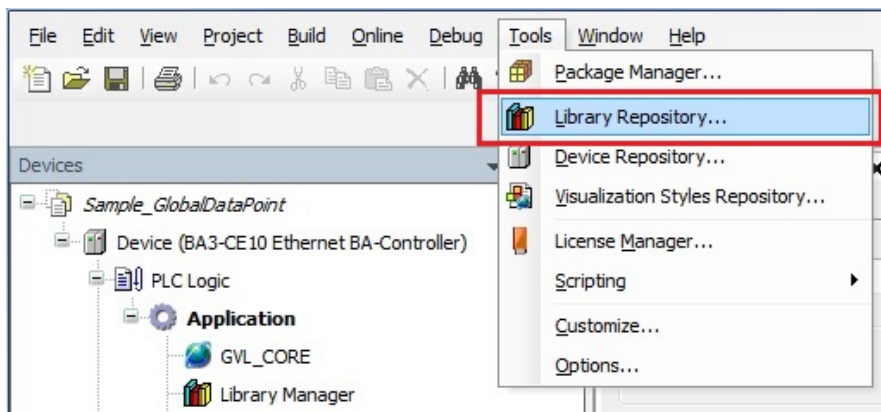 File Edit View Project Build Online Debug Tools Window Help
Package Manager...
Library Repository...
Device Repository...
Visualization Styles Repository...
License Manager...
Scripting
Customize...
Options...
Devices
Sample_GlobalDataPoint
Device (BA3-CE10 Ethernet BA-Controller)
PLC Logic
Application
GVL_CORE
Library Manager